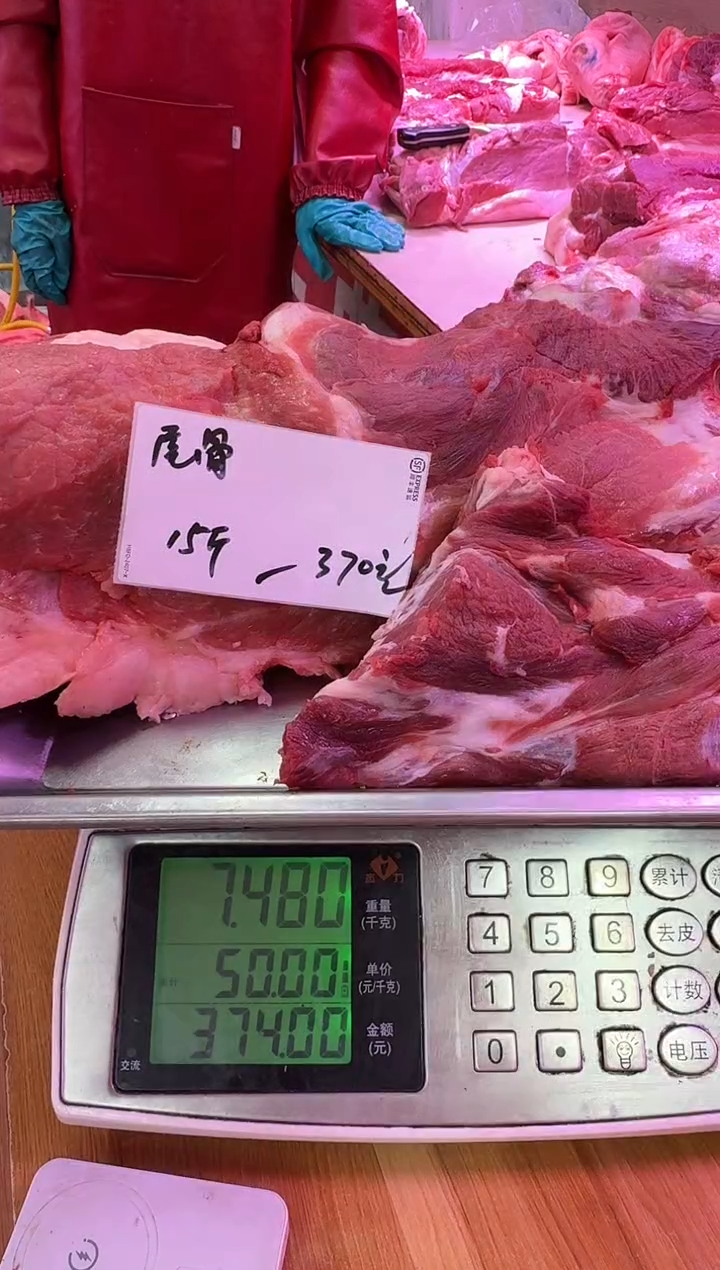 尾骨
15斤 - 370元
SF EXPRESS
7.480
重量
(千克)
50.00
单价
(元/千克)
374.00
金额
(元)
交流
7 8 9 累计
4 5 6 去皮
1 2 3 计数
0 • 电压